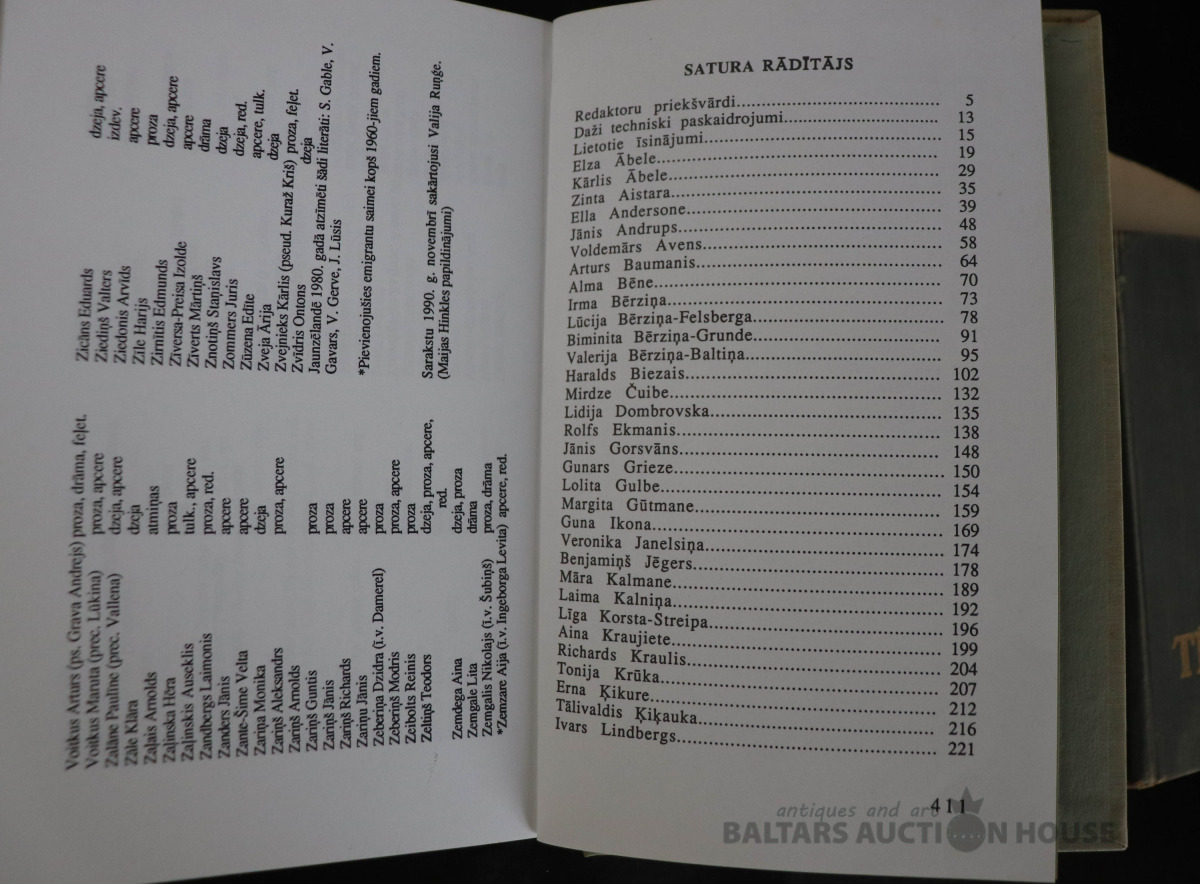 Voitkus Arturs (ps. Grava Andrejs) proza, drāma, feļet.
Voitkus Maruta (prec. Lūkina) proza, apcere
Zalāne Paulīne (prec. Vallena) dzeja, apcere
Zāle Klāra dzeja
Zaļais Arnolds atmiņas
Zaļinska Hēra proza
Zaļinskis Auseklis tulk., apcere
Zandbergs Laimonis proza, red.
Zanders Jānis apcere
Zante-Sime Velta apcere
Zariņa Monika dzeja
Zariņš Aleksandrs proza, apcere
Zariņš Arnolds
Zariņš Guntis proza
Zariņš Jānis proza
Zariņš Richards apcere
Zariņu Jānis apcere
Zeberiņa Dzidra (ī.v. Damerel) proza
Zeberiņš Modris proza, apcere
Zeibolts Reinis proza
Zeltiņš Teodors dzeja, proza, apcere,
red.
Zemdega Aina dzeja, proza
Zemgale Lita drāma
Zemgalis Nikolajs (ī.v. Šubiņš) proza, drāma
*Zemzare Aija (ī.v. Ingeborga Levita) apcere, red.
Zicāns Eduards dzeja, apcere
Ziediņš Valters izdev.
Ziedonis Arvīds apcere
Zīle Harijs proza
Zirnītis Edmunds dzeja, apcere
Ziversa-Preisa Izolde apcere
Zīverts Mārtiņš drāma
Znotiņš Staņislavs dzeja
Zommers Juris dzeja, red.
Zūzena Edīte apcere, tulk.
Zveja Ārija dzeja
Zvejnieks Kārlis (pseud. Kuraž Kriš) proza, feļet.
Zvīdris Ontons dzeja
Jaunzēlandē 1980. gadā atzīmēti šādi literāti: S. Gable, V.
Gavars, V. Gerve, J. Lūsis
*Pievienojušies emigrantu saimei kopš 1960-jiem gadiem.
Sarakstu 1990. g. novembrī sakārtojusi Valija Ruņģe.
(Maijas Hinkles papildinājumi)
SATURA RĀDĪTĀJS
Redaktoru priekšvārdi 5
Daži techniski paskaidrojumi 13
Lietotie īsinājumi 15
Elza Ābele 19
Kārlis Ābele 29
Zinta Aistara 35
Ella Andersone 39
Jānis Andrups 48
Voldemārs Avens 58
Arturs Baumanis 64
Alma Bēne 70
Irma Bērziņa 73
Lūcija Bērziņa-Felsberga 78
Biminita Bērziņa-Grunde 91
Valerija Bērziņa-Baltiņa 95
Haralds Biezais 102
Mirdze Čuibe 132
Lidija Dombrovska 135
Rolfs Ekmanis 138
Jānis Gorsvāns 148
Gunars Grieze 150
Lolita Gulbe 154
Margita Gūtmane 159
Guna Ikona 169
Veronika Janelsiņa 174
Benjamiņš Jēgers 178
Māra Kalmane 189
Laima Kalniņa 192
Līga Korsta-Streipa 196
Aina Kraujiete 199
Richards Kraulis 204
Tonija Krūka 207
Erna Ķikure 212
Tālivaldis Ķiķauka 216
Ivars Lindbergs 221
411
antiques and art
BALTARS AUCTION HOUSE